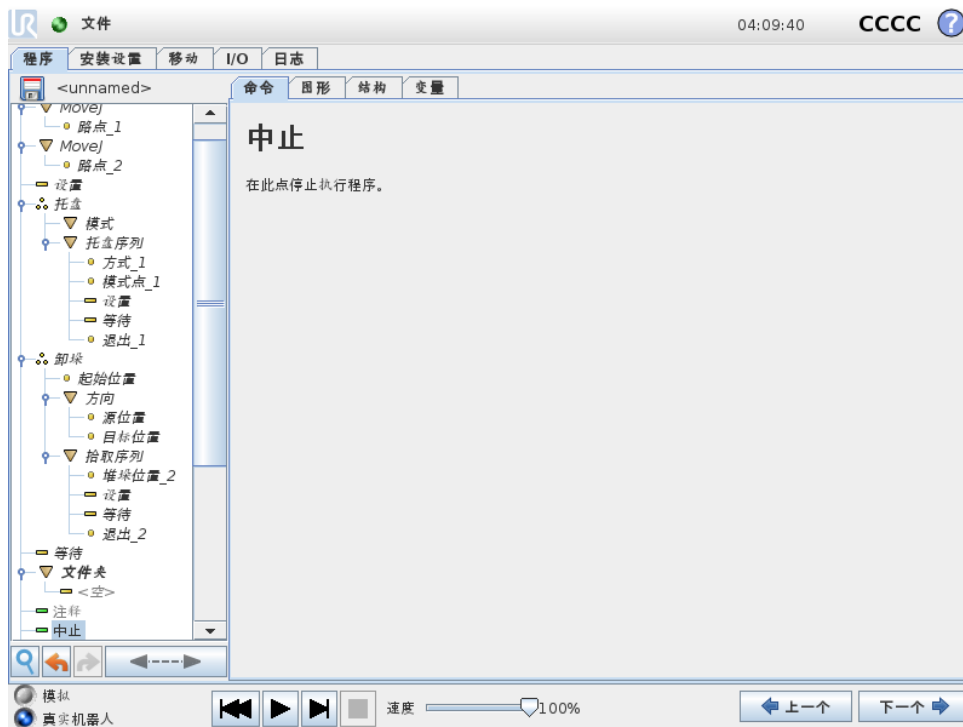 UR 文件 04:09:40 CCCC ?
程序 安装设置 移动 I/O 日志
<unnamed> 命令 图形 结构 变量
MoveJ
路点_1
MoveJ
路点_2
设置
托盘
模式
托盘序列
方式_1
模式点_1
设置
等待
退出_1
卸垛
起始位置
方向
源位置
目标位置
拾取序列
堆垛位置_2
设置
等待
退出_2
等待
文件夹
<空>
注释
中止
中止
在此点停止执行程序。
模拟
真实机器人
速度 100%
上一个 下一个